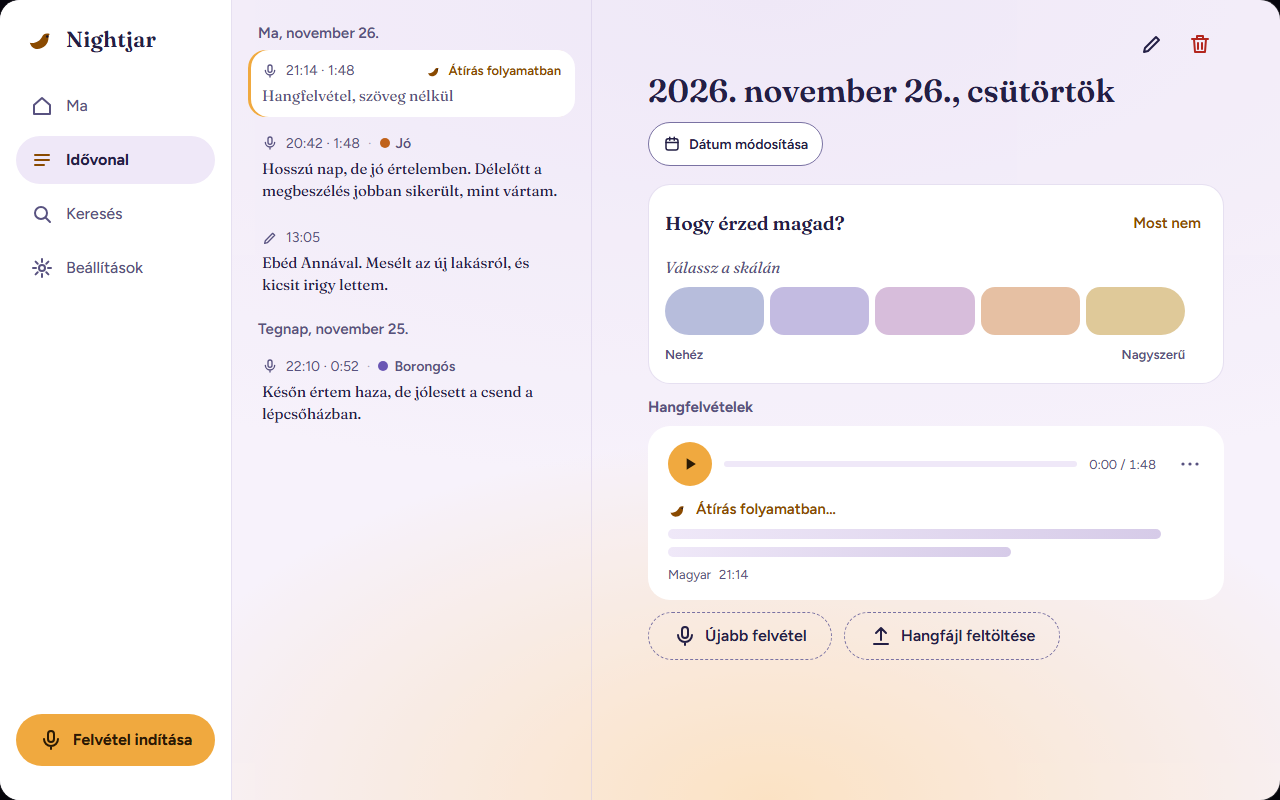 Nightjar
Ma
Idővonal
Keresés
Beállítások
Felvétel indítása
Ma, november 26.
21:14 · 1:48
Átírás folyamatban
Hangfelvétel, szöveg nélkül
20:42 · 1:48 · Jó
Hosszú nap, de jó értelemben. Délelőtt a
megbeszélés jobban sikerült, mint vártam.
13:05
Ebéd Annával. Mesélt az új lakásról, és
kicsit irigy lettem.
Tegnap, november 25.
22:10 · 0:52 · Borongós
Későn értem haza, de jólesett a csend a
lépcsőházban.
2026. november 26., csütörtök
Dátum módosítása
Hogy érzed magad?
Most nem
Válassz a skálán
Nehéz
Nagyszerű
Hangfelvételek
0:00 / 1:48
Átírás folyamatban…
Magyar 21:14
Újabb felvétel
Hangfájl feltöltése